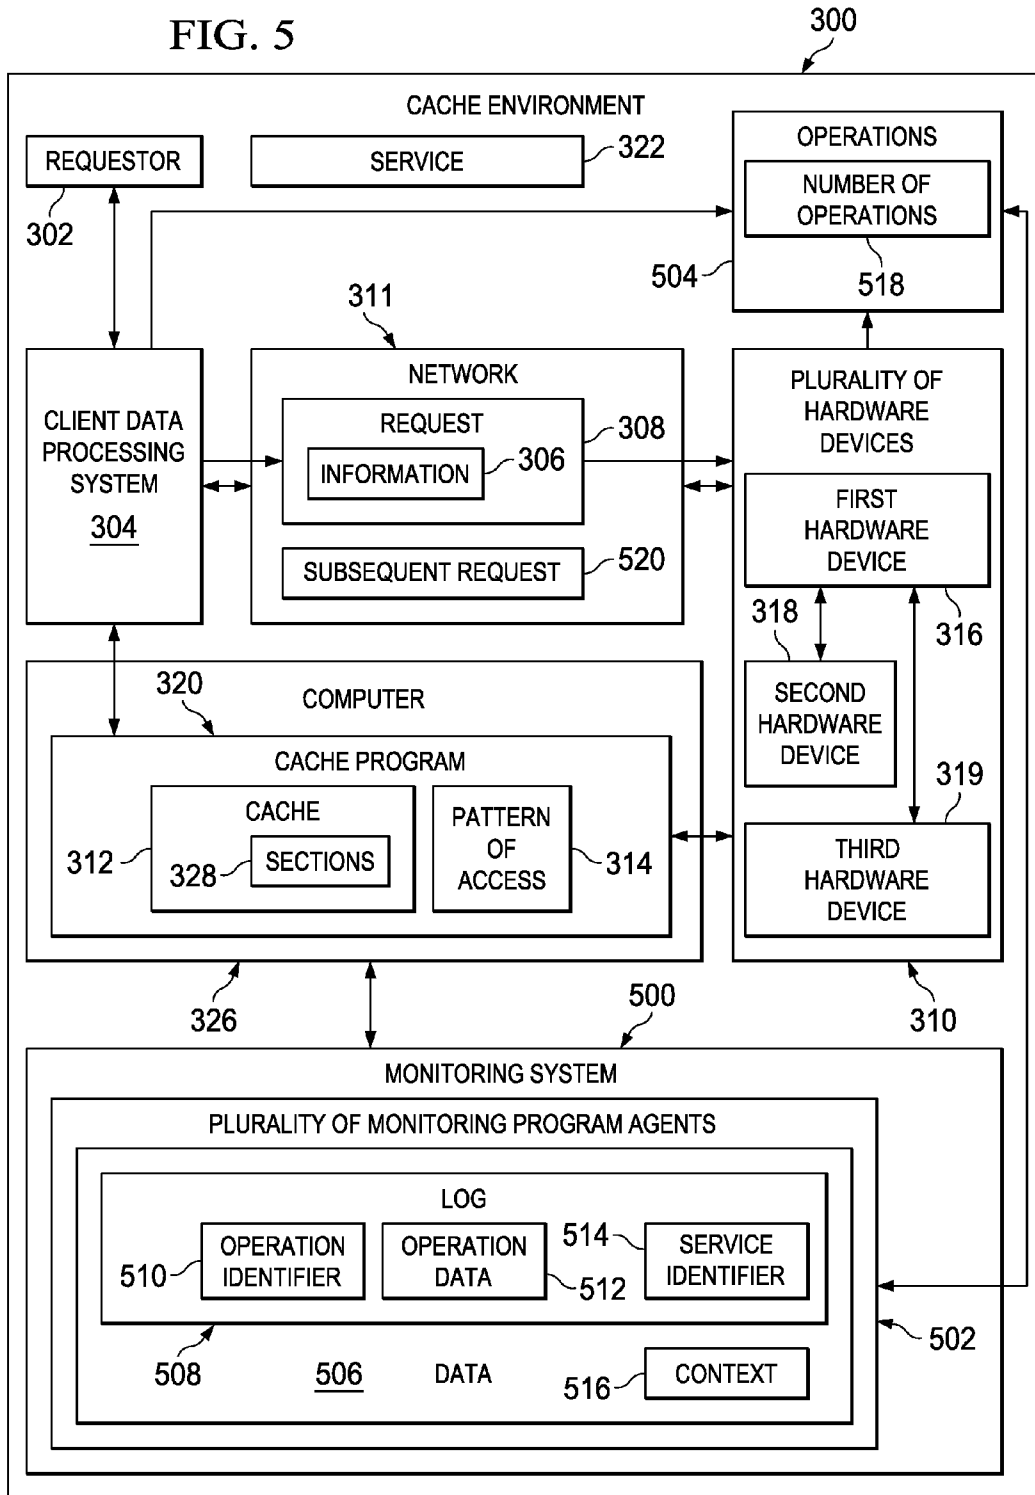 FIG. 5
300
CACHE ENVIRONMENT
REQUESTOR
302
SERVICE
322
OPERATIONS
NUMBER OF
OPERATIONS
504
518
311
CLIENT DATA
PROCESSING
SYSTEM
304
NETWORK
REQUEST
308
INFORMATION
306
SUBSEQUENT REQUEST
520
PLURALITY OF
HARDWARE
DEVICES
FIRST
HARDWARE
DEVICE
318
316
SECOND
HARDWARE
DEVICE
319
THIRD
HARDWARE
DEVICE
310
320
COMPUTER
CACHE PROGRAM
CACHE
312
328
SECTIONS
PATTERN
OF
ACCESS
314
326
500
MONITORING SYSTEM
PLURALITY OF MONITORING PROGRAM AGENTS
LOG
510
OPERATION
IDENTIFIER
OPERATION
DATA
512
514
SERVICE
IDENTIFIER
502
508
506
DATA
516
CONTEXT